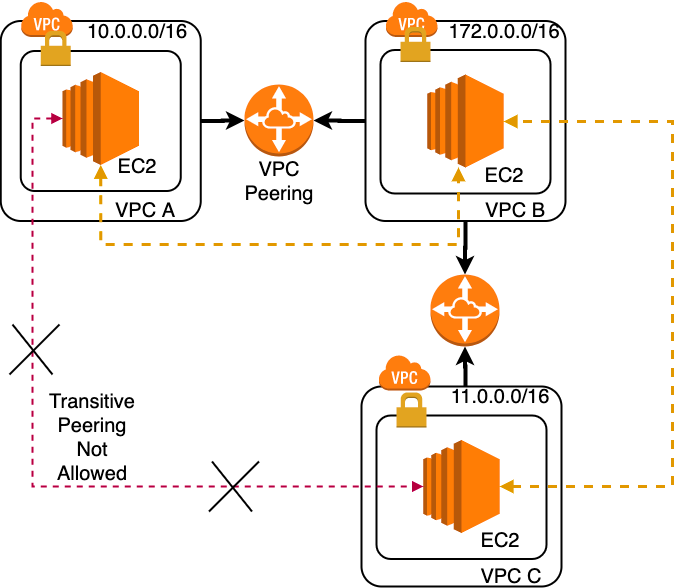 VPC
10.0.0.0/16
EC2
VPC A
VPC
Peering
VPC
172.0.0.0/16
EC2
VPC B
Transitive
Peering
Not
Allowed
VPC
11.0.0.0/16
EC2
VPC C